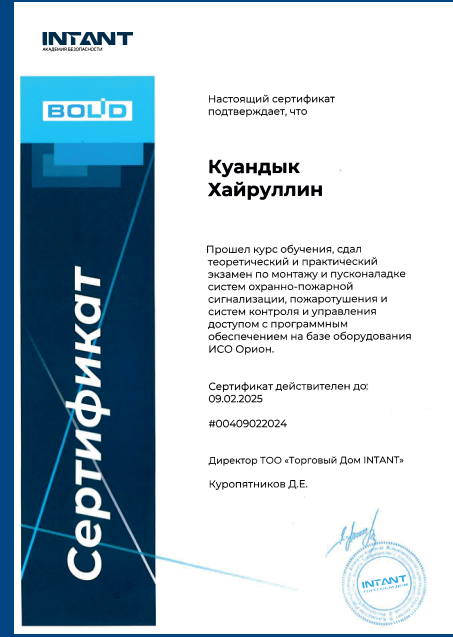 INTANT
АКАДЕМИЯ БЕЗОПАСНОСТИ
BOLID
Сертификат
Настоящий сертификат
подтверждает, что
Куандык
Хайруллин
Прошел курс обучения, сдал
теоретический и практический
экзамен по монтажу и пусконаладке
систем охранно-пожарной
сигнализации, пожаротушения и
систем контроля и управления
доступом с программным
обеспечением на базе оборудования
ИСО Орион.
Сертификат действителен до:
09.02.2025
#00409022024
Директор ТОО «Торговый Дом INTANT»
Куропятников Д.Е.
INTANT